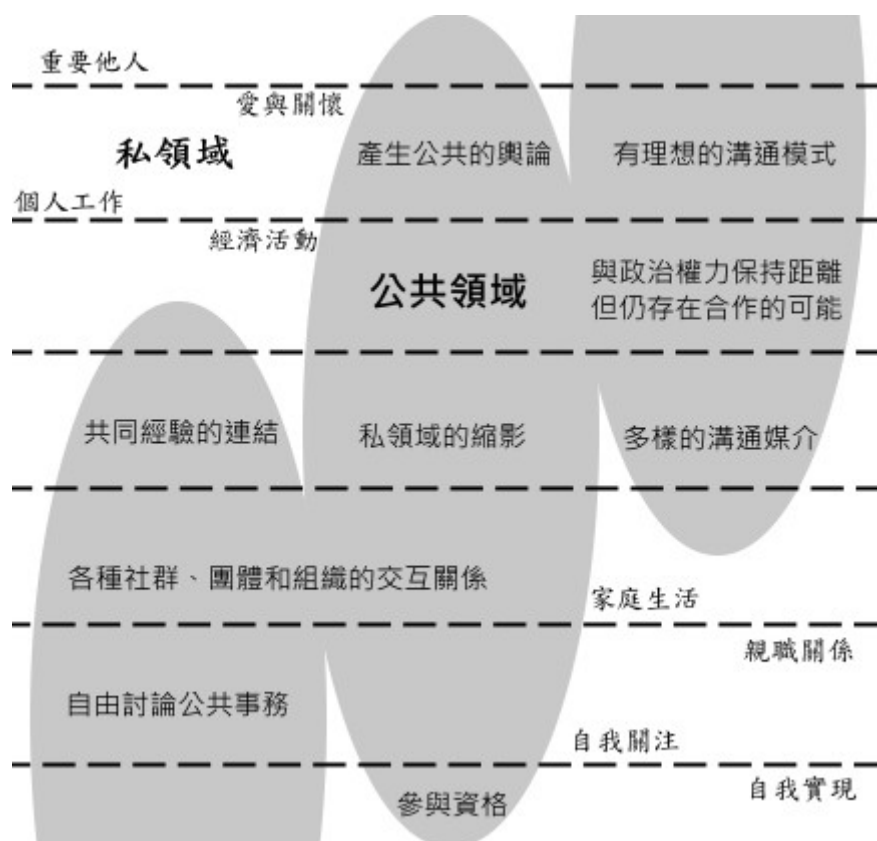 重要他人
愛與關懷
私領域
產生公共的輿論
有理想的溝通模式
個人工作
經濟活動
公共領域
與政治權力保持距離
但仍存在合作的可能
共同經驗的連結
私領域的縮影
多樣的溝通媒介
各種社群、團體和組織的交互關係
家庭生活
親職關係
自由討論公共事務
自我關注
自我實現
參與資格